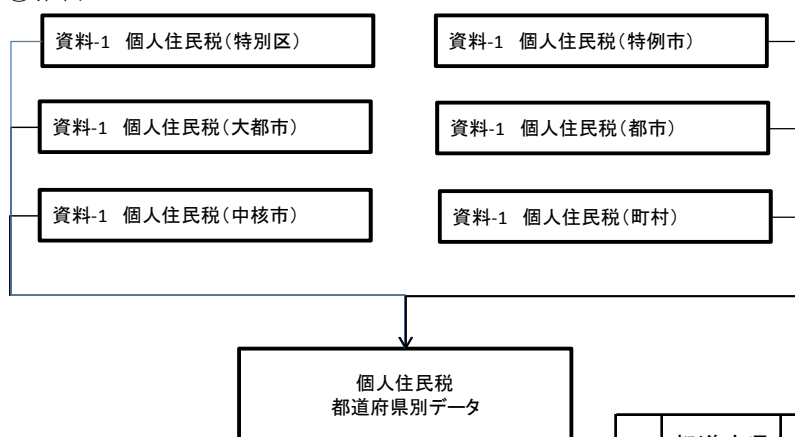 資料-1 個人住民税（特別区）
資料-1 個人住民税（特例市）
資料-1 個人住民税（大都市）
資料-1 個人住民税（都市）
資料-1 個人住民税（中核市）
資料-1 個人住民税（町村）
個人住民税
都道府県別データ